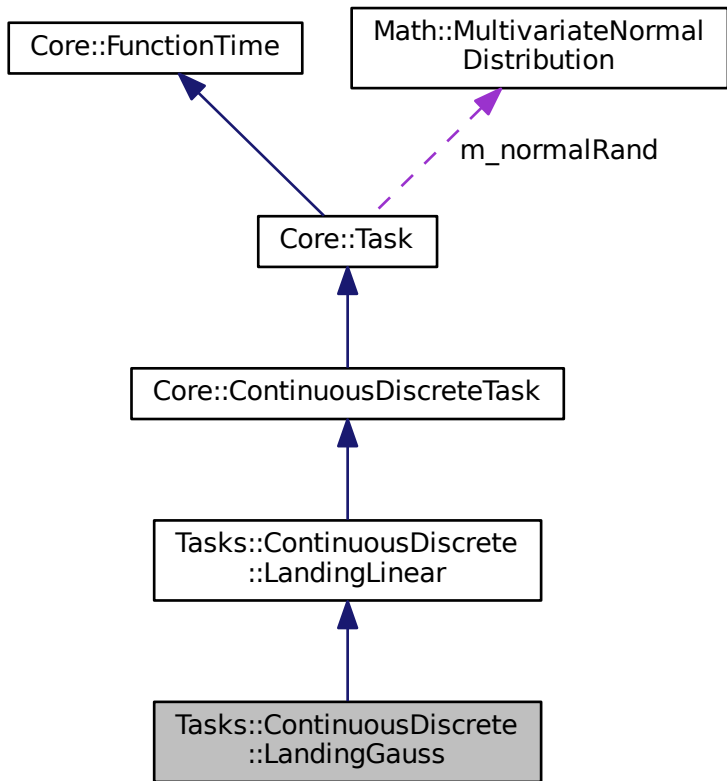 Core::FunctionTime
Math::MultivariateNormal
Distribution
m_normalRand
Core::Task
Core::ContinuousDiscreteTask
Tasks::ContinuousDiscrete
::LandingLinear
Tasks::ContinuousDiscrete
::LandingGauss